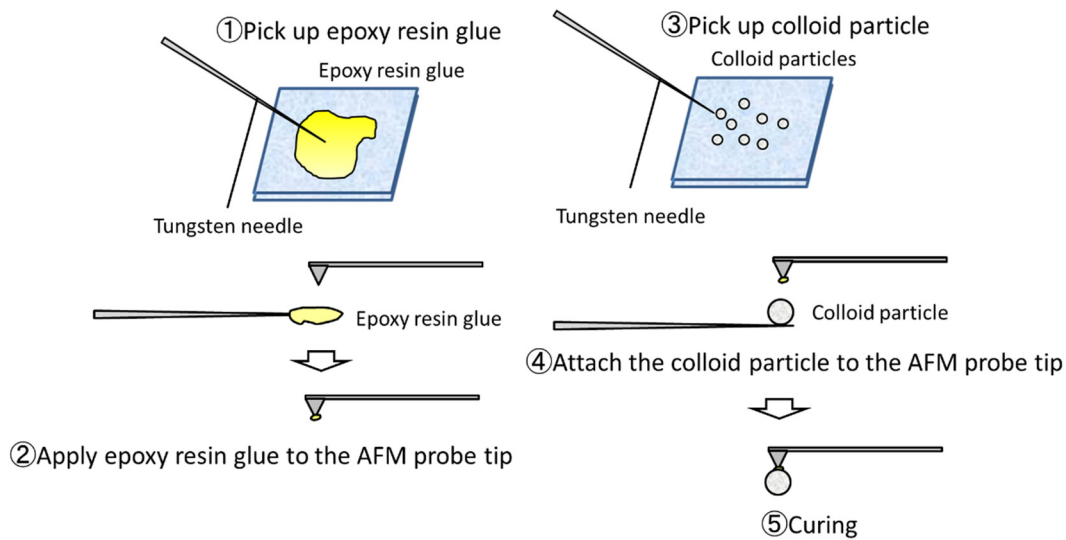 ①Pick up epoxy resin glue
Epoxy resin glue
Tungsten needle
Epoxy resin glue
②Apply epoxy resin glue to the AFM probe tip
③Pick up colloid particle
Colloid particles
Tungsten needle
Colloid particle
④Attach the colloid particle to the AFM probe tip
⑤Curing